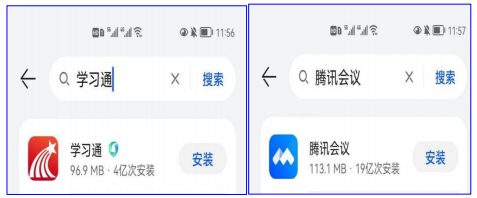 11:56
学习通
搜索
学习通
96.9 MB · 4亿次安装
安装
11:57
腾讯会议
搜索
腾讯会议
113.1 MB · 19亿次安装
安装